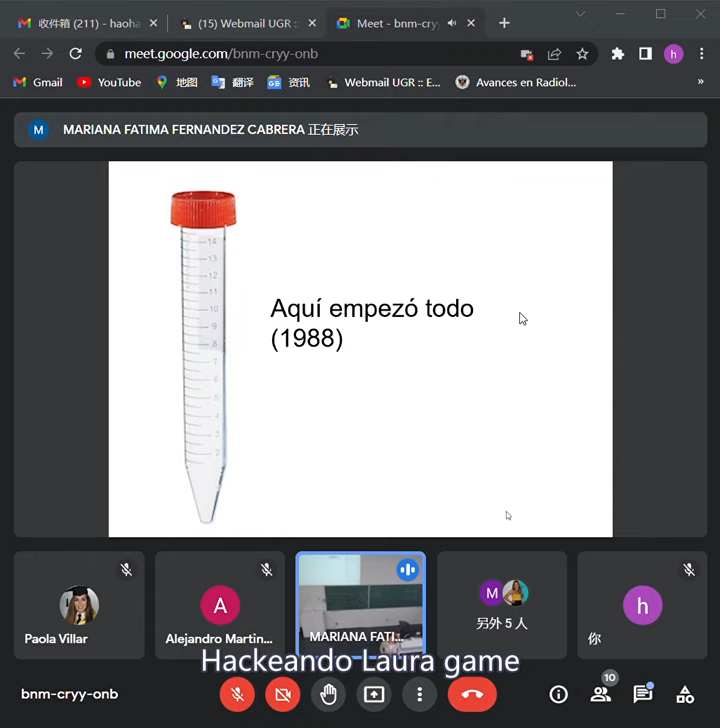 收件箱 (211) - haoha
(15) Webmail UGR ::
Meet - bnm-cry
meet.google.com/bnm-cryy-onb
h
Gmail
YouTube
地图
翻译
资讯
Webmail UGR :: E...
Avances en Radiol...
»
M
MARIANA FATIMA FERNANDEZ CABRERA 正在展示
14
13
12
11
10
9
8
7
6
5
4
3
2
Aquí empezó todo
(1988)
Paola Villar
A
Alejandro Martin...
MARIANA FATI...
M
另外 5 人
h
你
Hackeando Laura game
bnm-cryy-onb
10